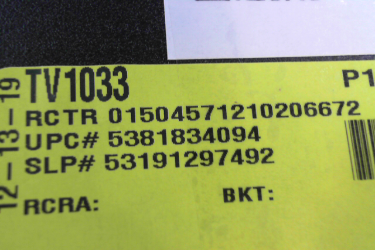 12-13-19
TV1033
P1
RCTR 01504571210206672
UPC# 5381834094
SLP# 53191297492
RCRA:
BKT: